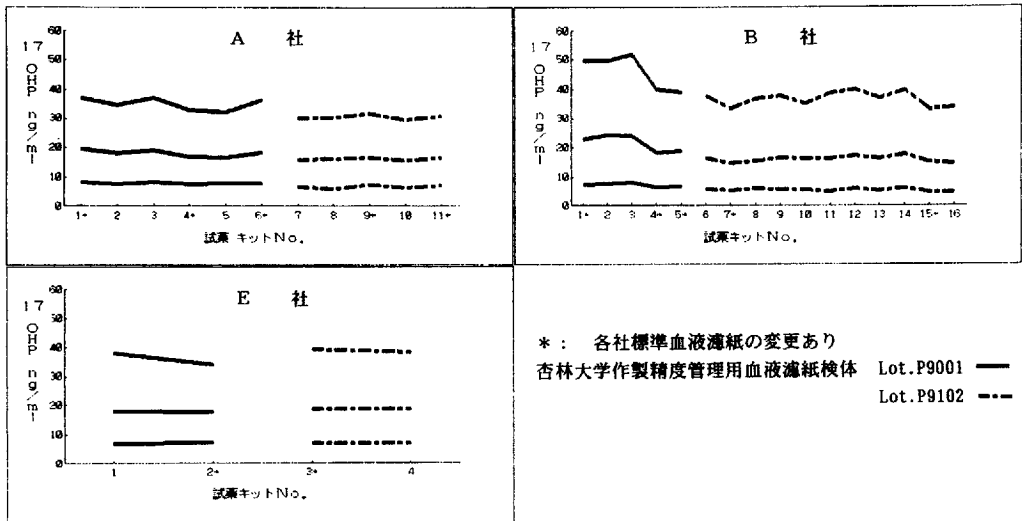 A 社
17 OHP ng/ml
60
50
40
30
20
10
0
1* 2 3 4* 5 6* 7 8 9* 10 11*
試薬 キットNo.
B 社
17 OHP ng/ml
60
50
40
30
20
10
0
1* 2 3 4* 5* 6 7* 8 9 10 11 12 13 14 15* 16
試薬キットNo.
E 社
17 OHP ng/ml
60
50
40
30
20
10
0
1 2* 3* 4
試薬キットNo.
*： 各社標準血液濾紙の変更あり
杏林大学作製精度管理用血液濾紙検体 Lot.P9001
Lot.P9102